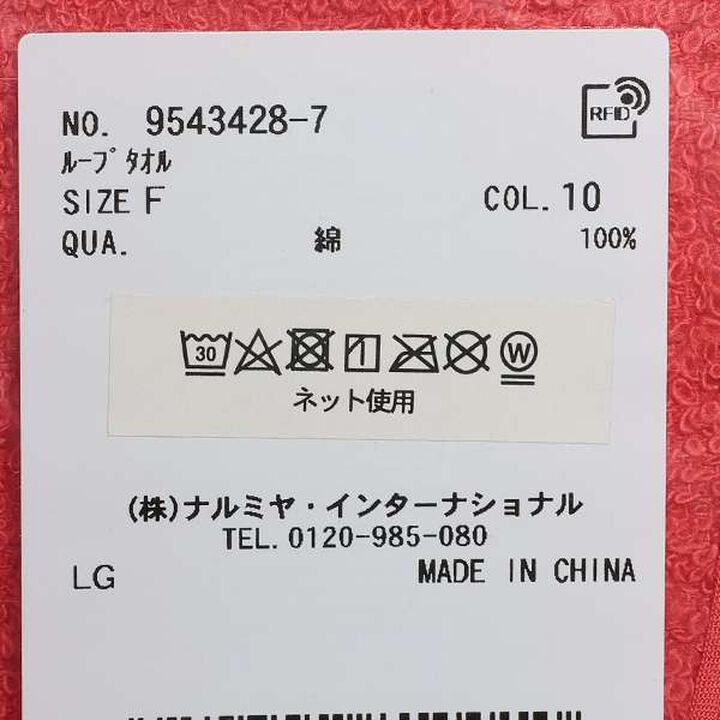 NO. 9543428-7
RFID
ﾙｰﾌﾟﾀｵﾙ
SIZE F COL. 10
QUA. 綿 100%
30 W
ネット使用
(株)ナルミヤ・インターナショナル
TEL. 0120-985-080
LG MADE IN CHINA